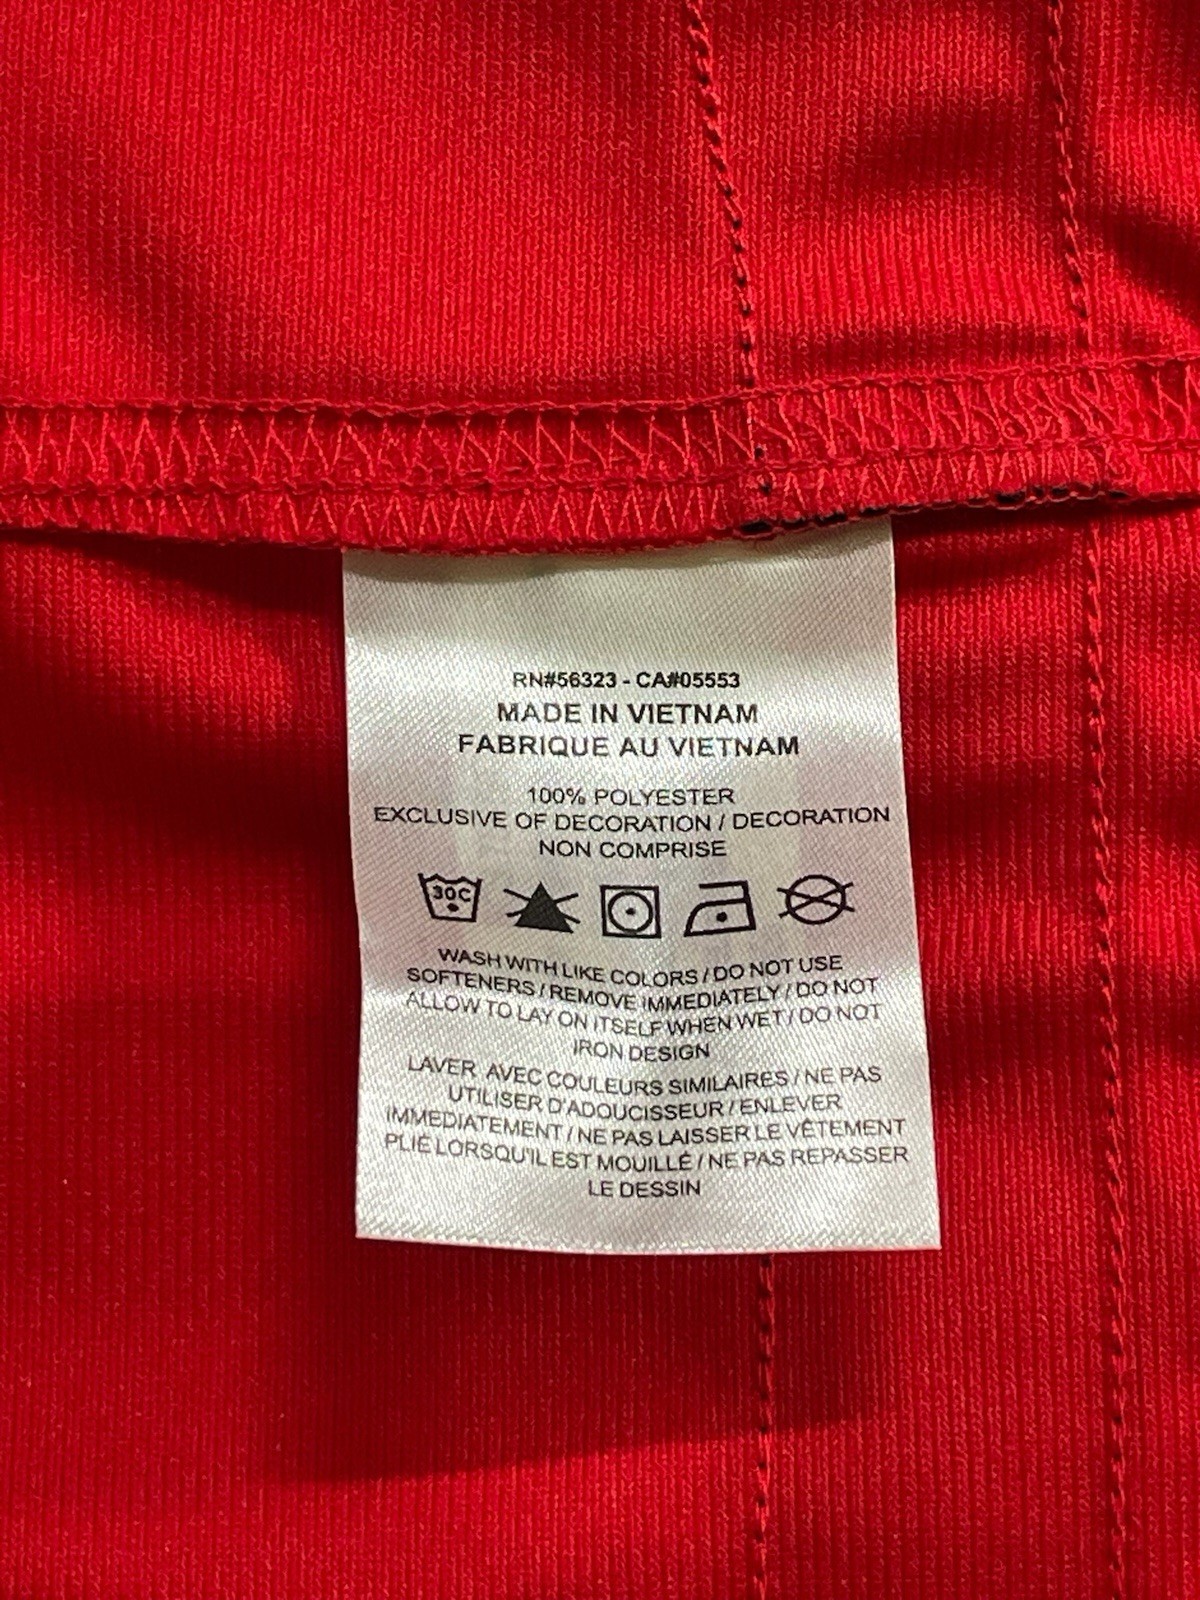 RN#56323 - CA#05553
MADE IN VIETNAM
FABRIQUE AU VIETNAM
100% POLYESTER
EXCLUSIVE OF DECORATION / DECORATION
NON COMPRISE
30C
WASH WITH LIKE COLORS / DO NOT USE
SOFTENERS / REMOVE IMMEDIATELY / DO NOT
ALLOW TO LAY ON ITSELF WHEN WET / DO NOT
IRON DESIGN
LAVER AVEC COULEURS SIMILAIRES / NE PAS
UTILISER D'ADOUCISSEUR / ENLEVER
IMMEDIATEMENT / NE PAS LAISSER LE VÊTEMENT
PLIÉ LORSQU'IL EST MOUILLÉ / NE PAS REPASSER
LE DESSIN